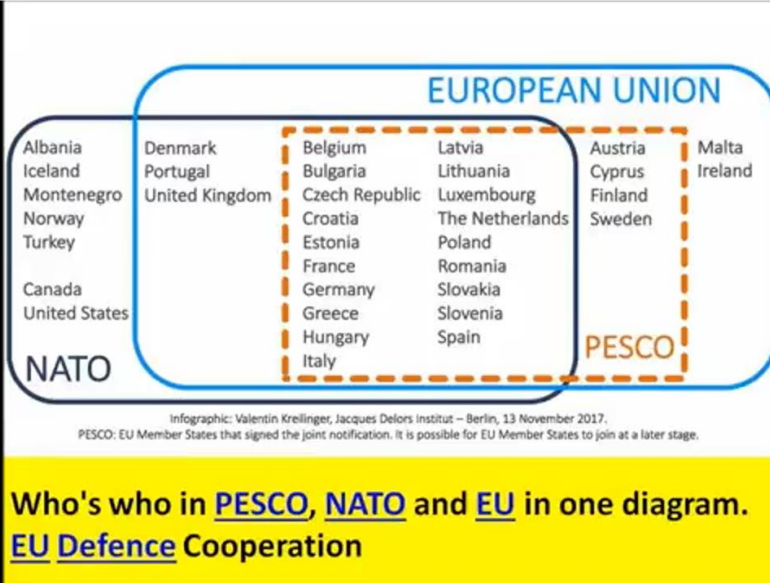 EUROPEAN UNION
Albania
Iceland
Montenegro
Norway
Turkey
Canada
United States
NATO
Denmark
Portugal
United Kingdom
Belgium
Bulgaria
Czech Republic
Croatia
Estonia
France
Germany
Greece
Hungary
Italy
Latvia
Lithuania
Luxembourg
The Netherlands
Poland
Romania
Slovakia
Slovenia
Spain
Austria
Cyprus
Finland
Sweden
PESCO
Malta
Ireland
Infographic: Valentin Kreilinger, Jacques Delors Institut – Berlin, 13 November 2017.
PESCO: EU Member States that signed the joint notification. It is possible for EU Member States to join at a later stage.
Who's who in PESCO, NATO and EU in one diagram.
EU Defence Cooperation